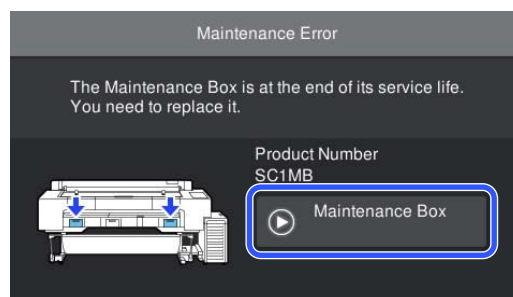 Maintenance Error
The Maintenance Box is at the end of its service life.
You need to replace it.
Product Number
SC1MB
Maintenance Box